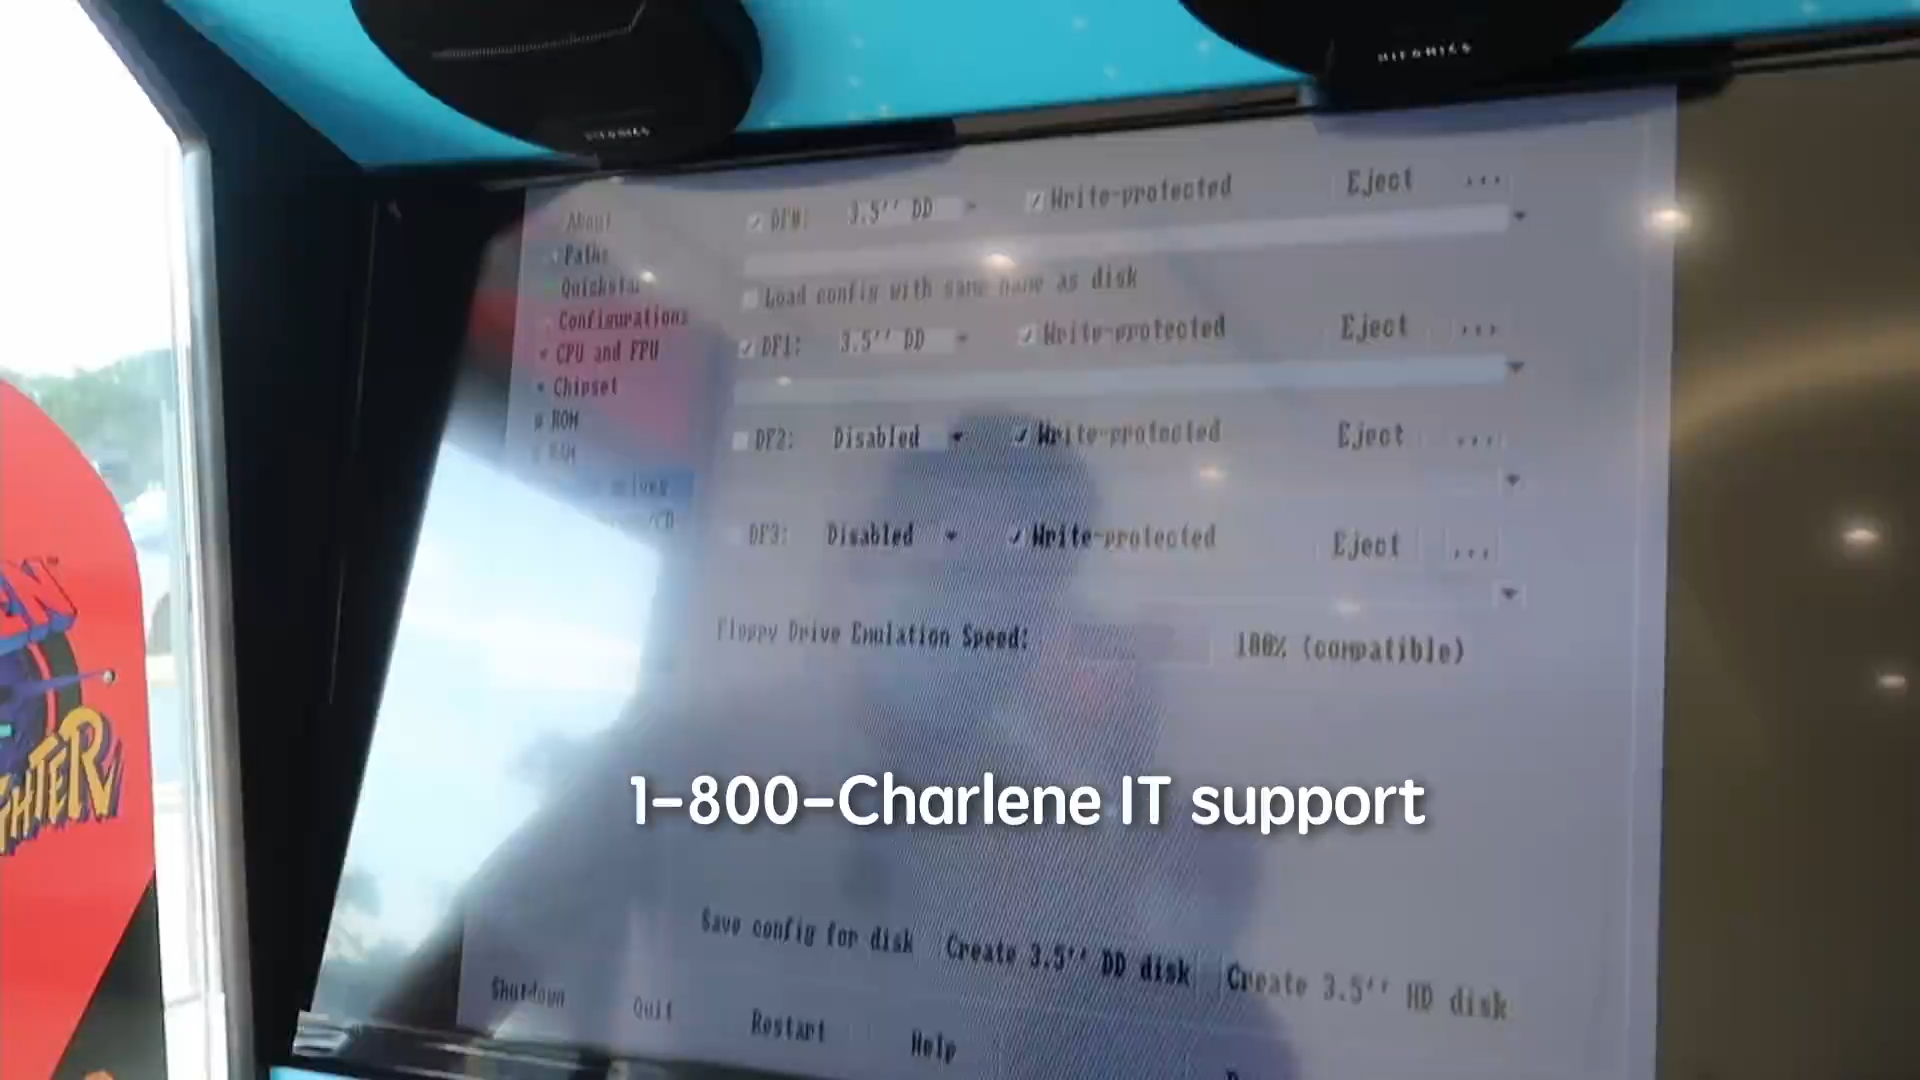 HIFONICS
About
Paths
Configurations
CPU and FPU
Chipset
ROM
RAM
DF0: 3.5'' DD Write-protected Eject ...
Load config with same name as disk
DF1: 3.5'' DD Write-protected Eject ...
DF2: Disabled Write-protected Eject ...
DF3: Disabled Write-protected Eject ...
Floppy Drive Emulation Speed: 100% (compatible)
1-800-Charlene IT support
Save config for disk Create 3.5'' DD disk Create 3.5'' HD disk
Shutdown Quit Restart Help